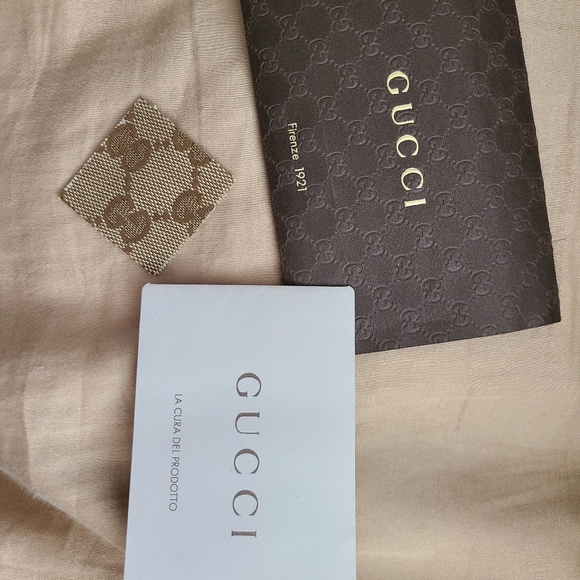 GUCCI
Firenze 1921
GUCCI
LA CURA DEL PRODOTTO